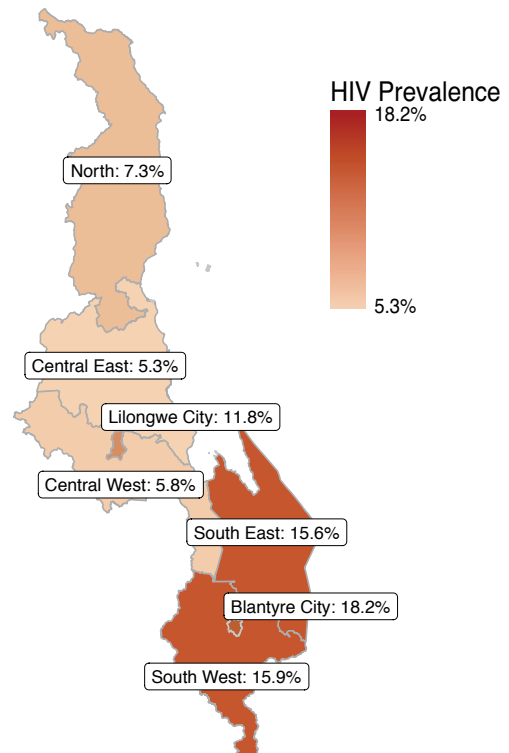 HIV Prevalence
18.2%
5.3%
North: 7.3%
Central East: 5.3%
Lilongwe City: 11.8%
Central West: 5.8%
South East: 15.6%
Blantyre City: 18.2%
South West: 15.9%